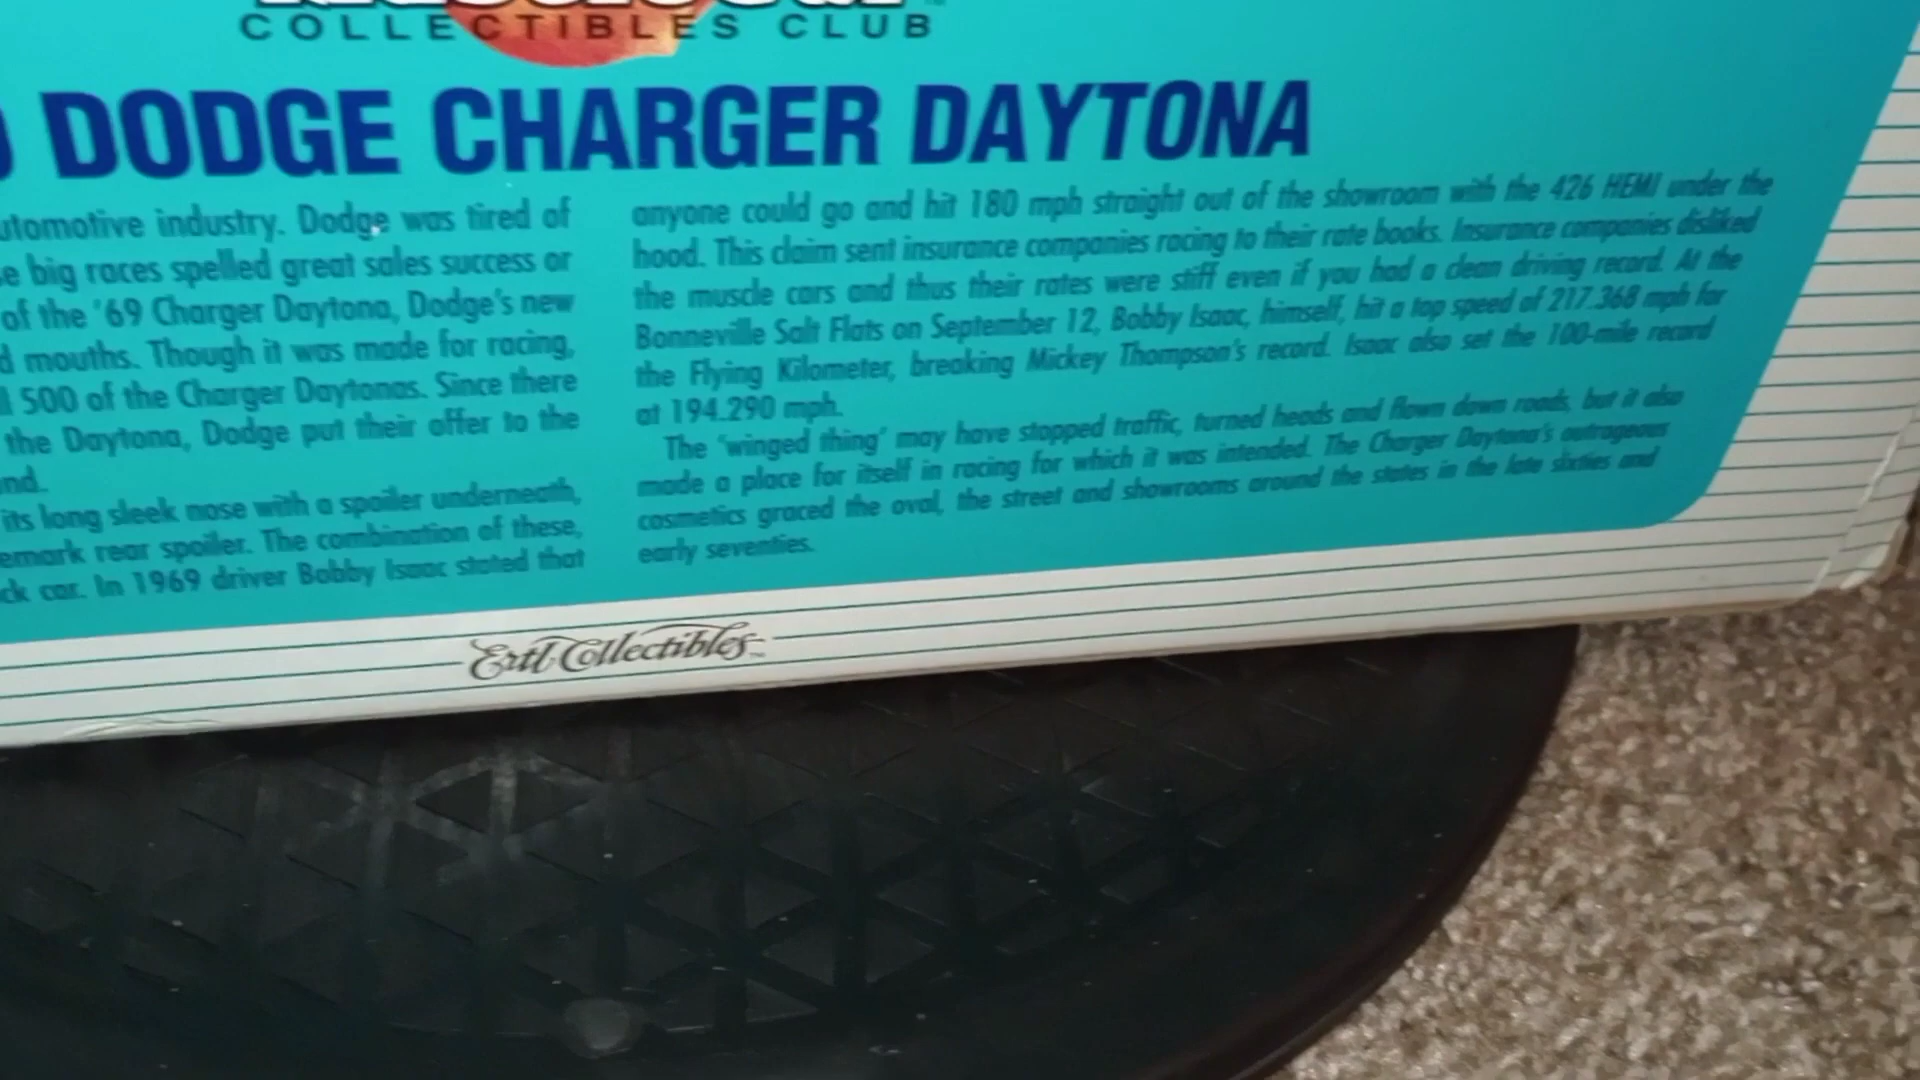 COLLECTIBLES CLUB
DODGE CHARGER DAYTONA
automotive industry. Dodge was tired of
big races spelled great sales success or
of the '69 Charger Daytona, Dodge's new
mouths. Though it was made for racing,
500 of the Charger Daytonas. Since there
the Daytona, Dodge put their offer to the
its long sleek nose with a spoiler underneath,
rear spoiler. The combination of these,
car. In 1969 driver Bobby Isaac stated that
anyone could go and hit 180 mph straight out of the showroom with the 426 HEMI under the
hood. This claim sent insurance companies racing to their rate books. Insurance companies disliked
the muscle cars and thus their rates were stiff even if you had a clean driving record. At the
Bonneville Salt Flats on September 12, Bobby Isaac, himself, hit a top speed of 217.368 mph for
the Flying Kilometer, breaking Mickey Thompson's record. Isaac also set the 100-mile record
at 194.290 mph.
The 'winged thing' may have stopped traffic, turned heads and flown down roads, but it also
made a place for itself in racing for which it was intended. The Charger Daytona's outrageous
cosmetics graced the oval, the street and showrooms around the states in the late sixties and
early seventies.
Ertl Collectibles™